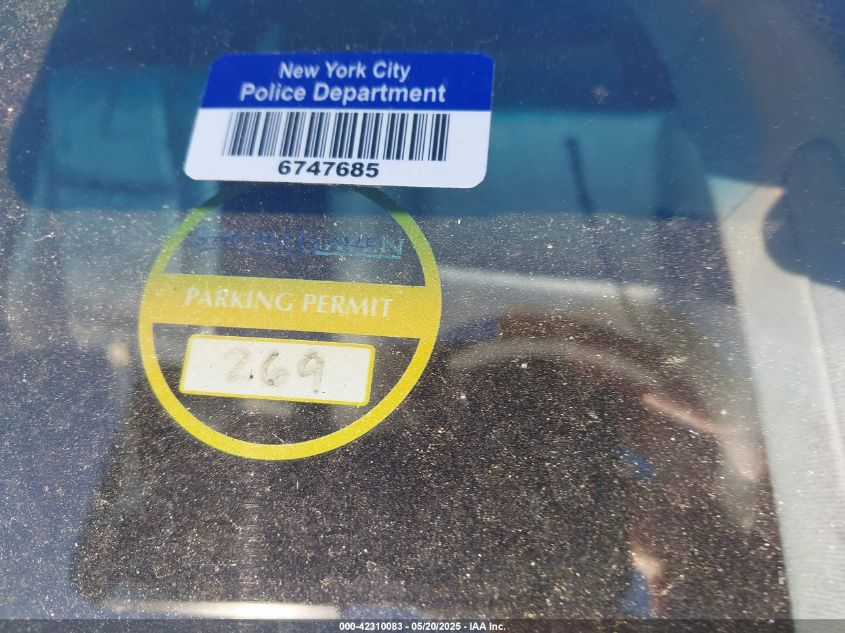 New York City
Police Department
6747685
PARKING PERMIT
269
000-42310083 - 05/20/2025 - IAA Inc.